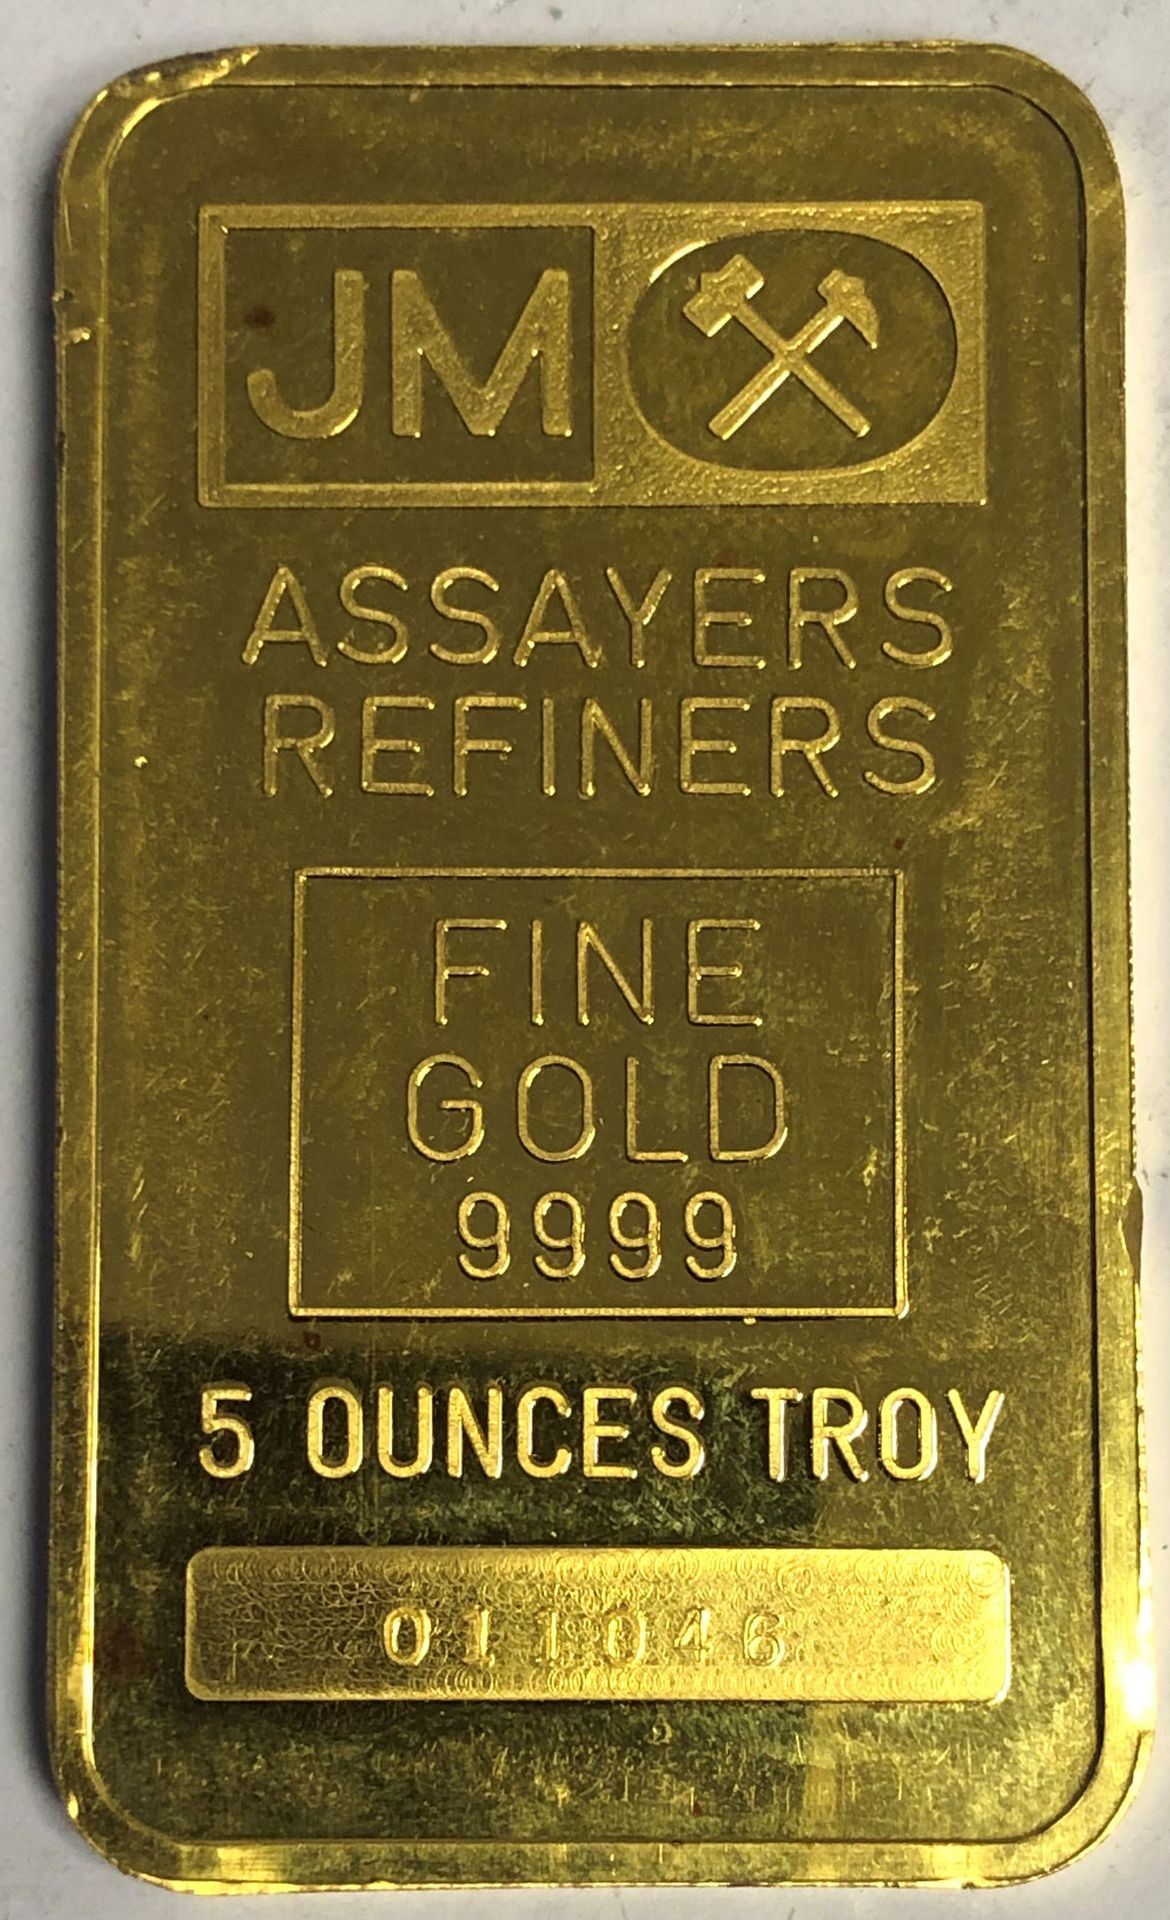 JM
ASSAYERS
REFINERS
FINE
GOLD
9999
5 OUNCES TROY
011046